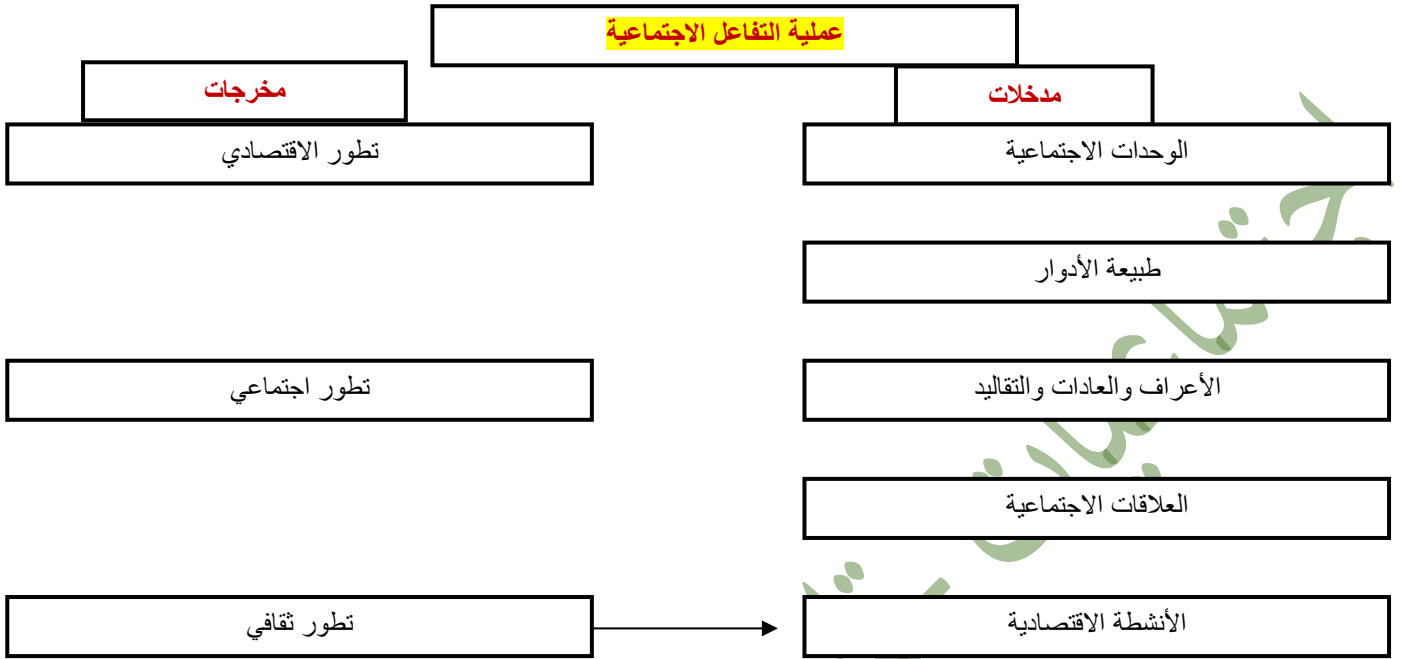 عملية التفاعل الاجتماعية
مدخلات
مخرجات
الوحدات الاجتماعية
تطور الاقتصادي
طبيعة الأدوار
الأعراف والعادات والتقاليد
تطور اجتماعي
العلاقات الاجتماعية
الأنشطة الاقتصادية
تطور ثقافي